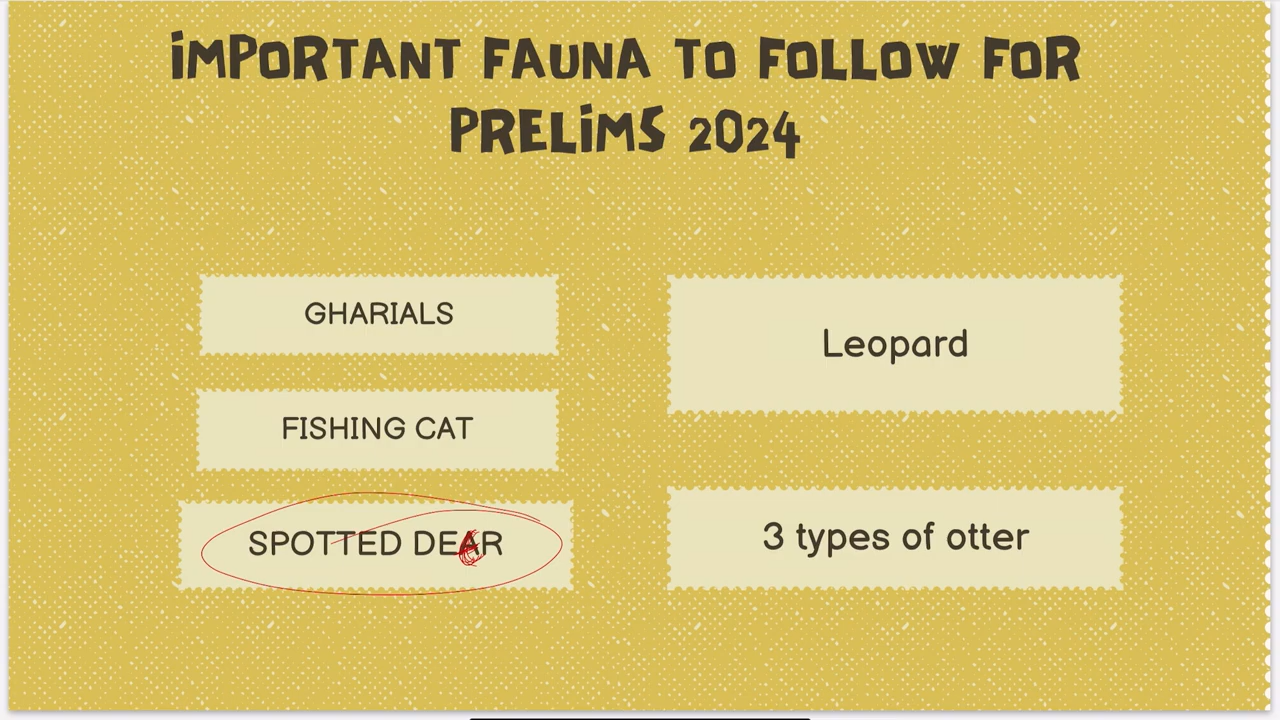 iMPORTANT FAUNA TO FOLLOW FOR
PRELiMS 2024
GHARIALS
FISHING CAT
SPOTTED DEAR
Leopard
3 types of otter